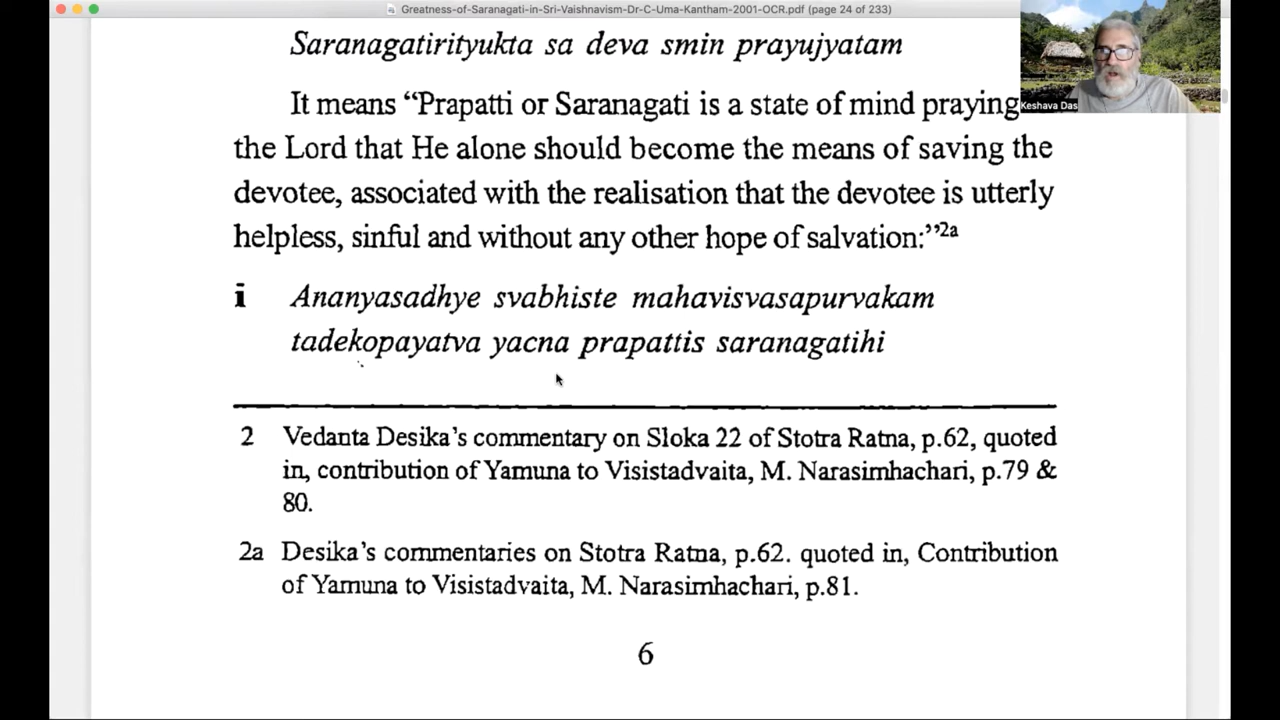 Greatness-of-Saranagati-in-Sri-Vaishnavism-Dr-C-Uma-Kantham-2001-OCR.pdf (page 24 of 233)
Saranagatirityukta sa deva smin prayujyatam
It means “Prapatti or Saranagati is a state of mind praying
the Lord that He alone should become the means of saving the
devotee, associated with the realisation that the devotee is utterly
helpless, sinful and without any other hope of salvation:”2a
i Ananyasadhye svabhiste mahavisvasapurvakam
tadekopayatva yacna prapattis saranagatihi
2 Vedanta Desika’s commentary on Sloka 22 of Stotra Ratna, p.62, quoted
in, contribution of Yamuna to Visistadvaita, M. Narasimhachari, p.79 &
80.
2a Desika’s commentaries on Stotra Ratna, p.62. quoted in, Contribution
of Yamuna to Visistadvaita, M. Narasimhachari, p.81.
6
Keshava Das